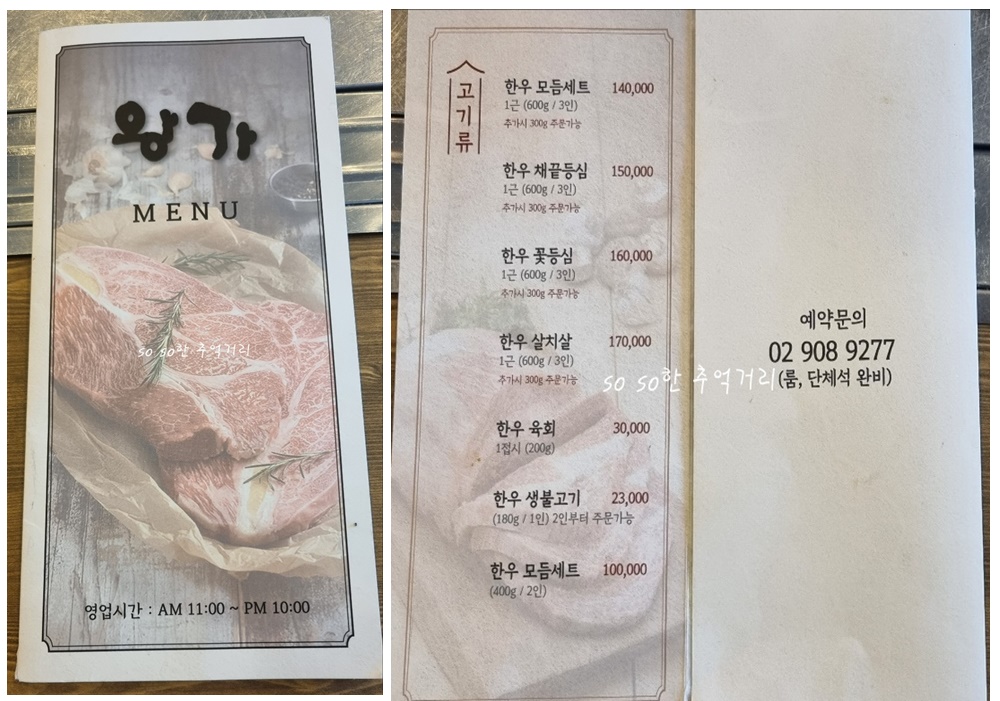 왕가
MENU
so so한 추억거리
영업시간 : AM 11:00 ~ PM 10:00
고기류
한우 모듬세트 140,000
1근 (600g / 3인)
추가시 300g 주문가능
한우 채끝등심 150,000
1근 (600g / 3인)
추가시 300g 주문가능
한우 꽃등심 160,000
1근 (600g / 3인)
추가시 300g 주문가능
한우 살치살 170,000
1근 (600g / 3인)
추가시 300g 주문가능
한우 육회 30,000
1접시 (200g)
한우 생불고기 23,000
(180g / 1인) 2인부터 주문가능
한우 모듬세트 100,000
(400g / 2인)
예약문의
02 908 9277
so so한 추억거리
(룸, 단체석 완비)